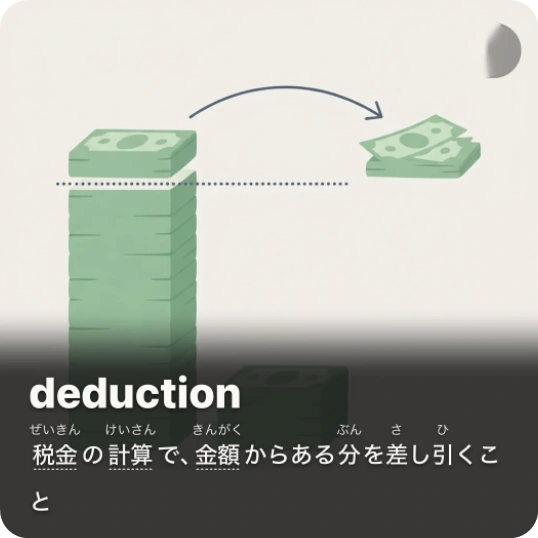 deduction
ぜいきん けいさん きんがく ぶん さ ひ
税金の計算で、金額からある分を差し引くこ
と